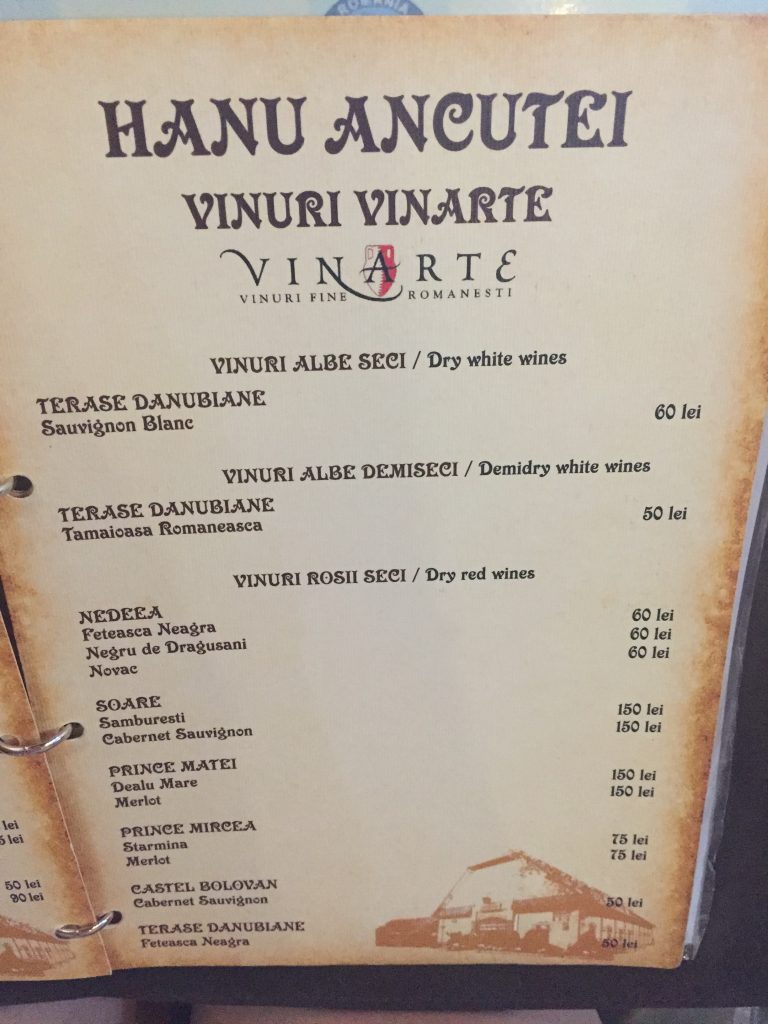 ROMANIA
HANU ANCUTEI
VINURI VINARTE
VINARTE
VINURI FINE ROMANESTI
VINURI ALBE SECI / Dry white wines
TERASE DANUBIANE
Sauvignon Blanc 60 lei
VINURI ALBE DEMISECI / Demidry white wines
TERASE DANUBIANE
Tamaioasa Romaneasca 50 lei
VINURI ROSII SECI / Dry red wines
NEDEEA
Feteasca Neagra 60 lei
Negru de Dragusani 60 lei
Novac 60 lei
SOARE
Samburesti 150 lei
Cabernet Sauvignon 150 lei
PRINCE MATEI
Dealu Mare 150 lei
Merlot 150 lei
PRINCE MIRCEA
Starmina 75 lei
Merlot 75 lei
CASTEL BOLOVAN
Cabernet Sauvignon 50 lei
TERASE DANUBIANE
Feteasca Neagra 50 lei
lei
5 lei
50 lei
90 lei